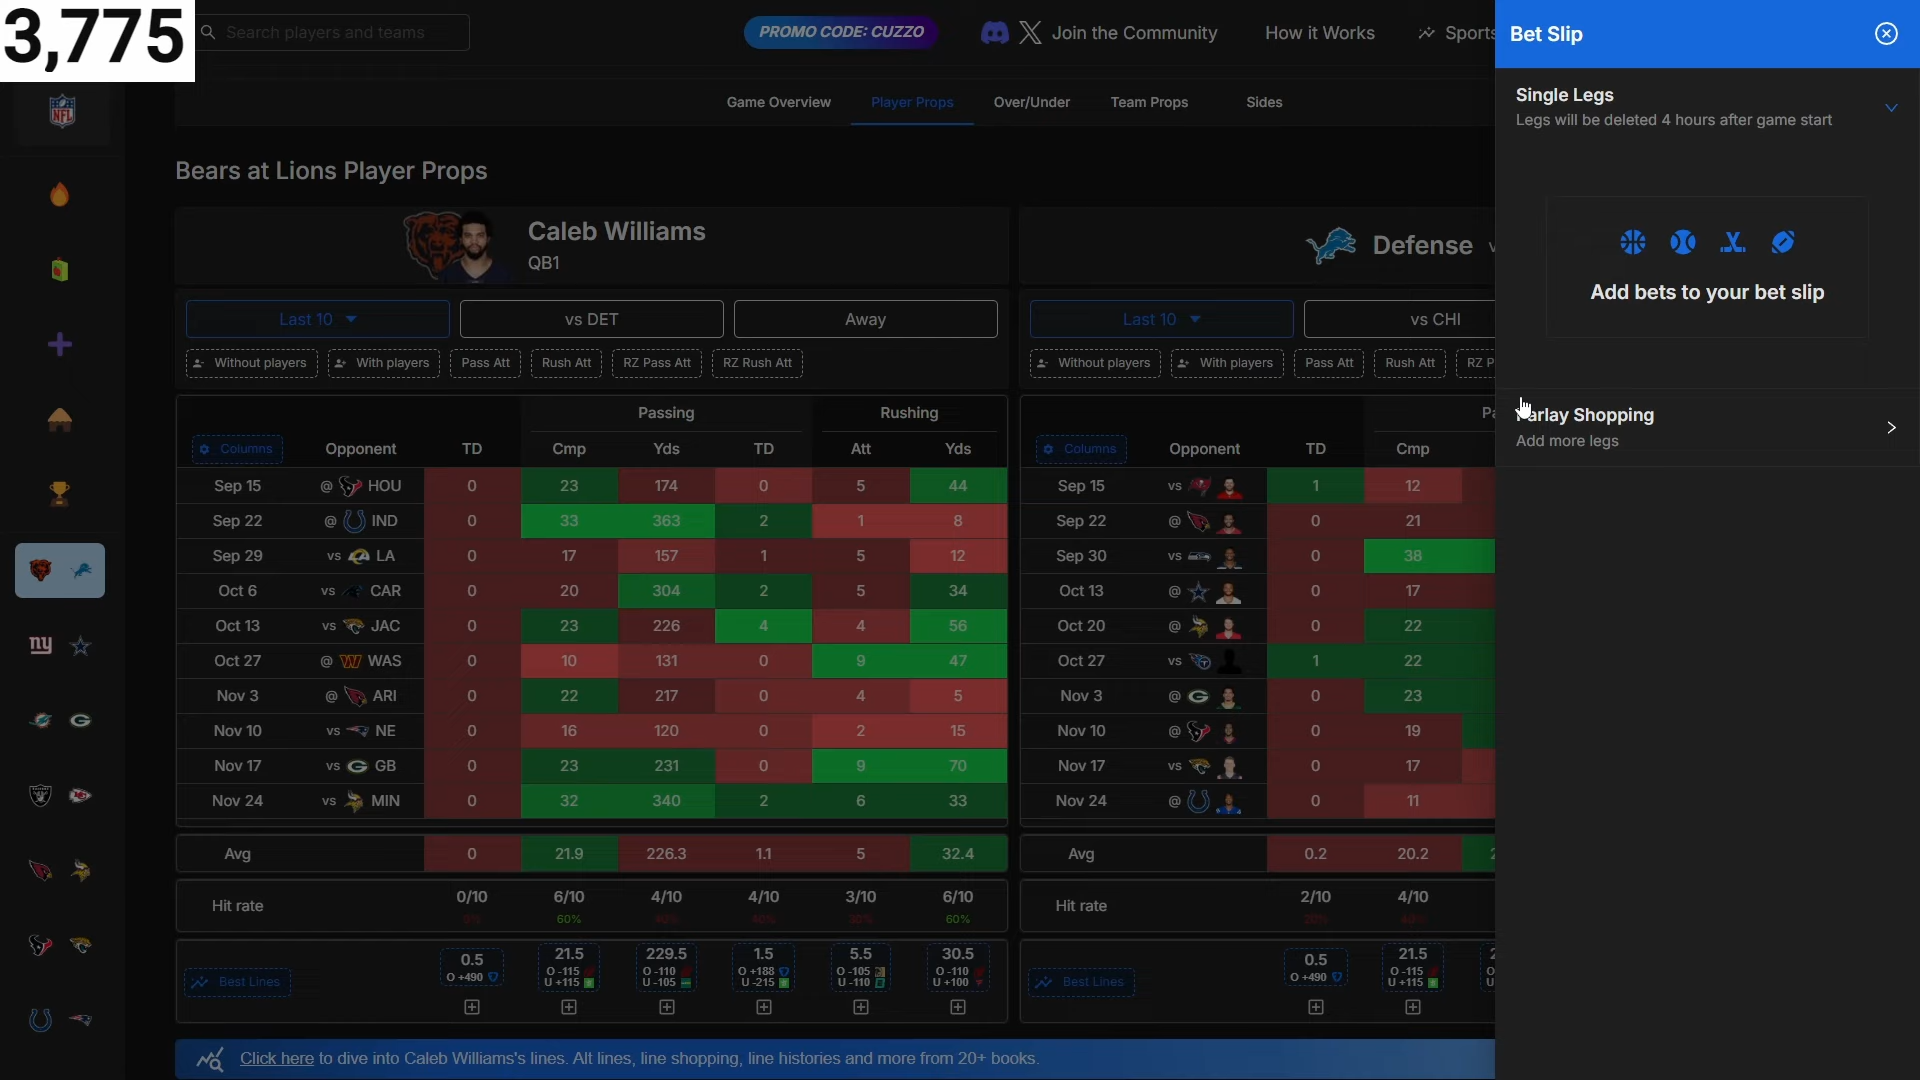 3,775
Search players and teams
PROMO CODE: CUZZO
Join the Community
How it Works
Sports
Bet Slip
Game Overview
Player Props
Over/Under
Team Props
Sides
Single Legs
Legs will be deleted 4 hours after game start
Add bets to your bet slip
Parlay Shopping
Add more legs
Bears at Lions Player Props
Caleb Williams
QB1
Last 10
vs DET
Away
Without players
With players
Pass Att
Rush Att
RZ Pass Att
RZ Rush Att
Passing
Rushing
Columns Opponent TD Cmp Yds TD Att Yds
Sep 15 @ HOU 0 23 174 0 5 44
Sep 22 @ IND 0 33 363 2 1 8
Sep 29 vs LA 0 17 157 1 5 12
Oct 6 vs CAR 0 20 304 2 5 34
Oct 13 vs JAC 0 23 226 4 4 56
Oct 27 @ WAS 0 10 131 0 9 47
Nov 3 @ ARI 0 22 217 0 4 5
Nov 10 vs NE 0 16 120 0 2 15
Nov 17 vs GB 0 23 231 0 9 70
Nov 24 vs MIN 0 32 340 2 6 33
Avg 0 21.9 226.3 1.1 5 32.4
Hit rate 0/10 6/10 4/10 4/10 3/10 6/10
0% 60% 40% 40% 30% 60%
Best Lines
0.5 21.5 229.5 1.5 5.5 30.5
O +490 O -115 O -110 O +188 O -105 O -110
U +115 U -105 U -215 U -110 U +100
Defense
Last 10
vs CHI
Without players
With players
Pass Att
Rush Att
RZ P
Pa
Columns Opponent TD Cmp
Sep 15 vs 1 12
Sep 22 @ 0 21
Sep 30 vs 0 38
Oct 13 @ 0 17
Oct 20 @ 0 22
Oct 27 vs 1 22
Nov 3 @ 0 23
Nov 10 @ 0 19
Nov 17 vs 0 17
Nov 24 @ 0 11
Avg 0.2 20.2 2
Hit rate 2/10 4/10
20% 40%
Best Lines
0.5 21.5 2
O +490 O -115 O
U +115 U
Click here to dive into Caleb Williams's lines. Alt lines, line shopping, line histories and more from 20+ books.